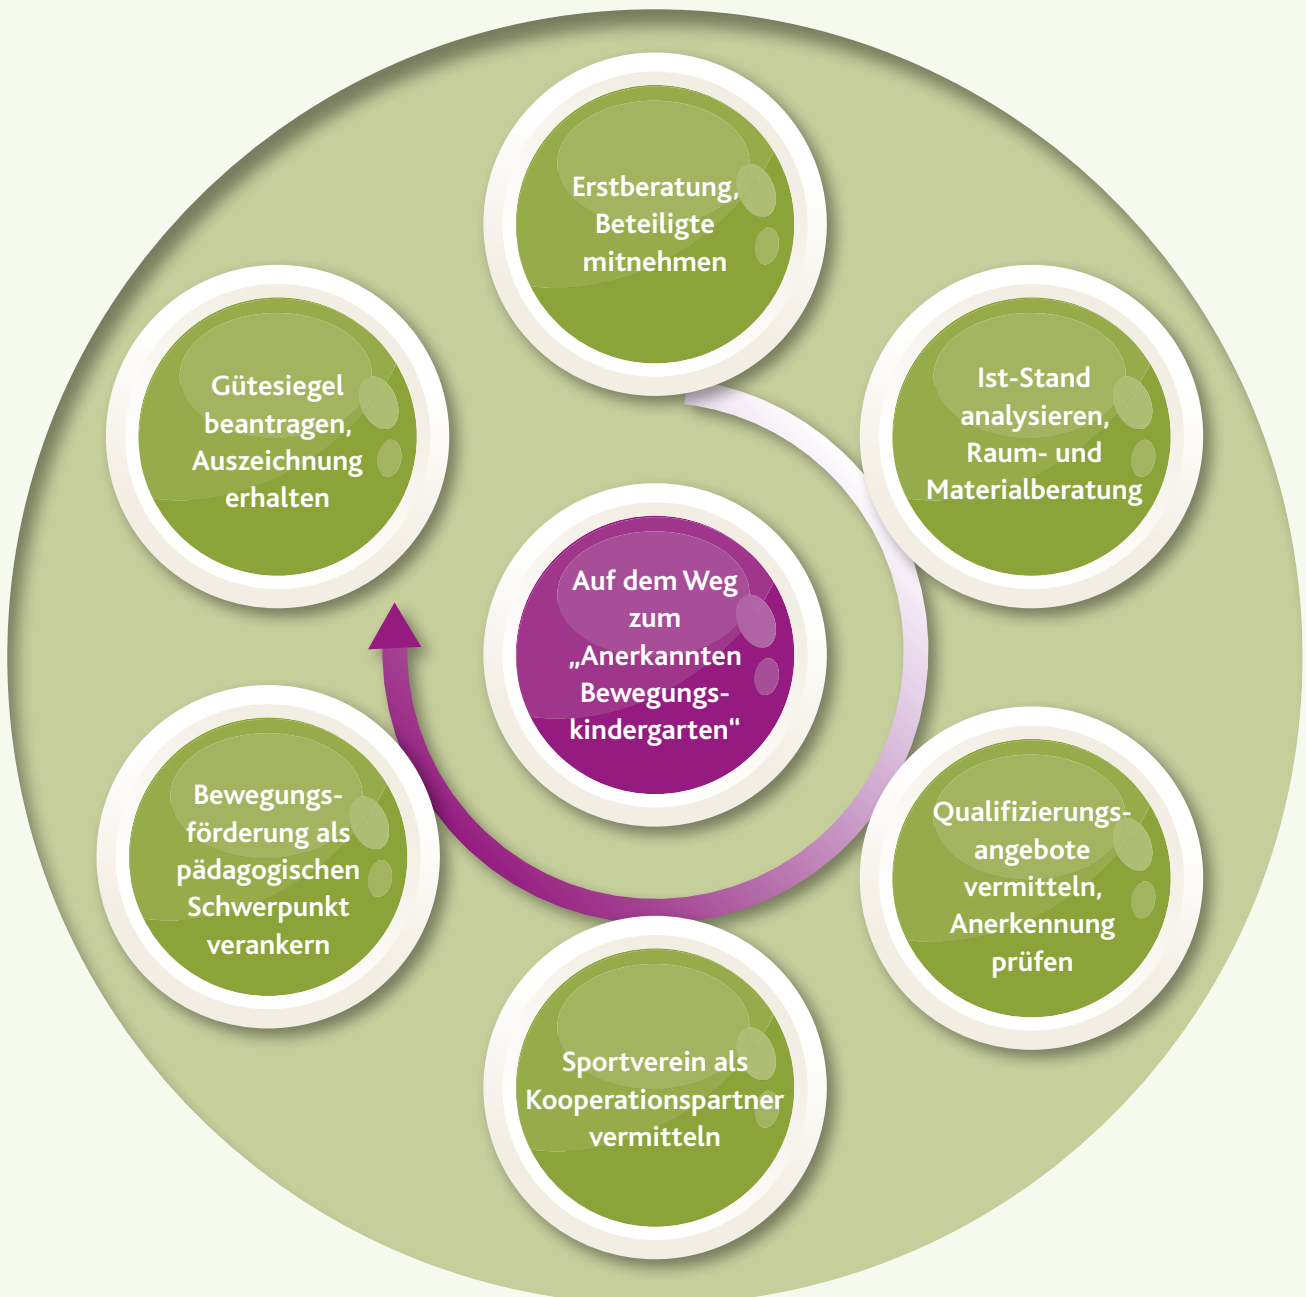 Erstberatung,
Beteiligte
mitnehmen
Ist-Stand
analysieren,
Raum- und
Materialberatung
Qualifizierungs-
angebote
vermitteln,
Anerkennung
prüfen
Sportverein als
Kooperationspartner
vermitteln
Bewegungs-
förderung als
pädagogischen
Schwerpunkt
verankern
Gütesiegel
beantragen,
Auszeichnung
erhalten
Auf dem Weg
zum
„Anerkannten
Bewegungs-
kindergarten“